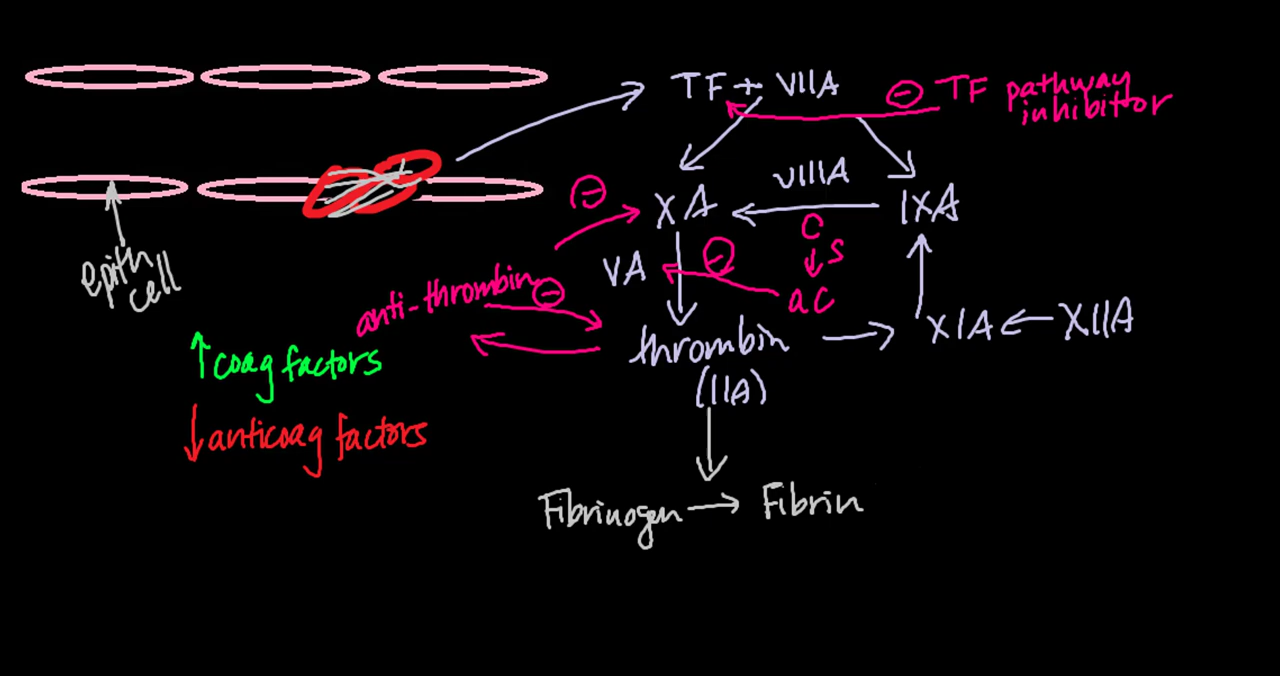 TF + VIIA
⊖ TF pathway
inhibittor
VIIIA
⊖
XA
IXA
C
S
VA
⊖
aC
epith
cell
anti-thrombin
⊖
thrombin
(IIA)
XIA
XIIA
↑ coag factors
↓ anticoag factors
Fibrinogen → Fibrin